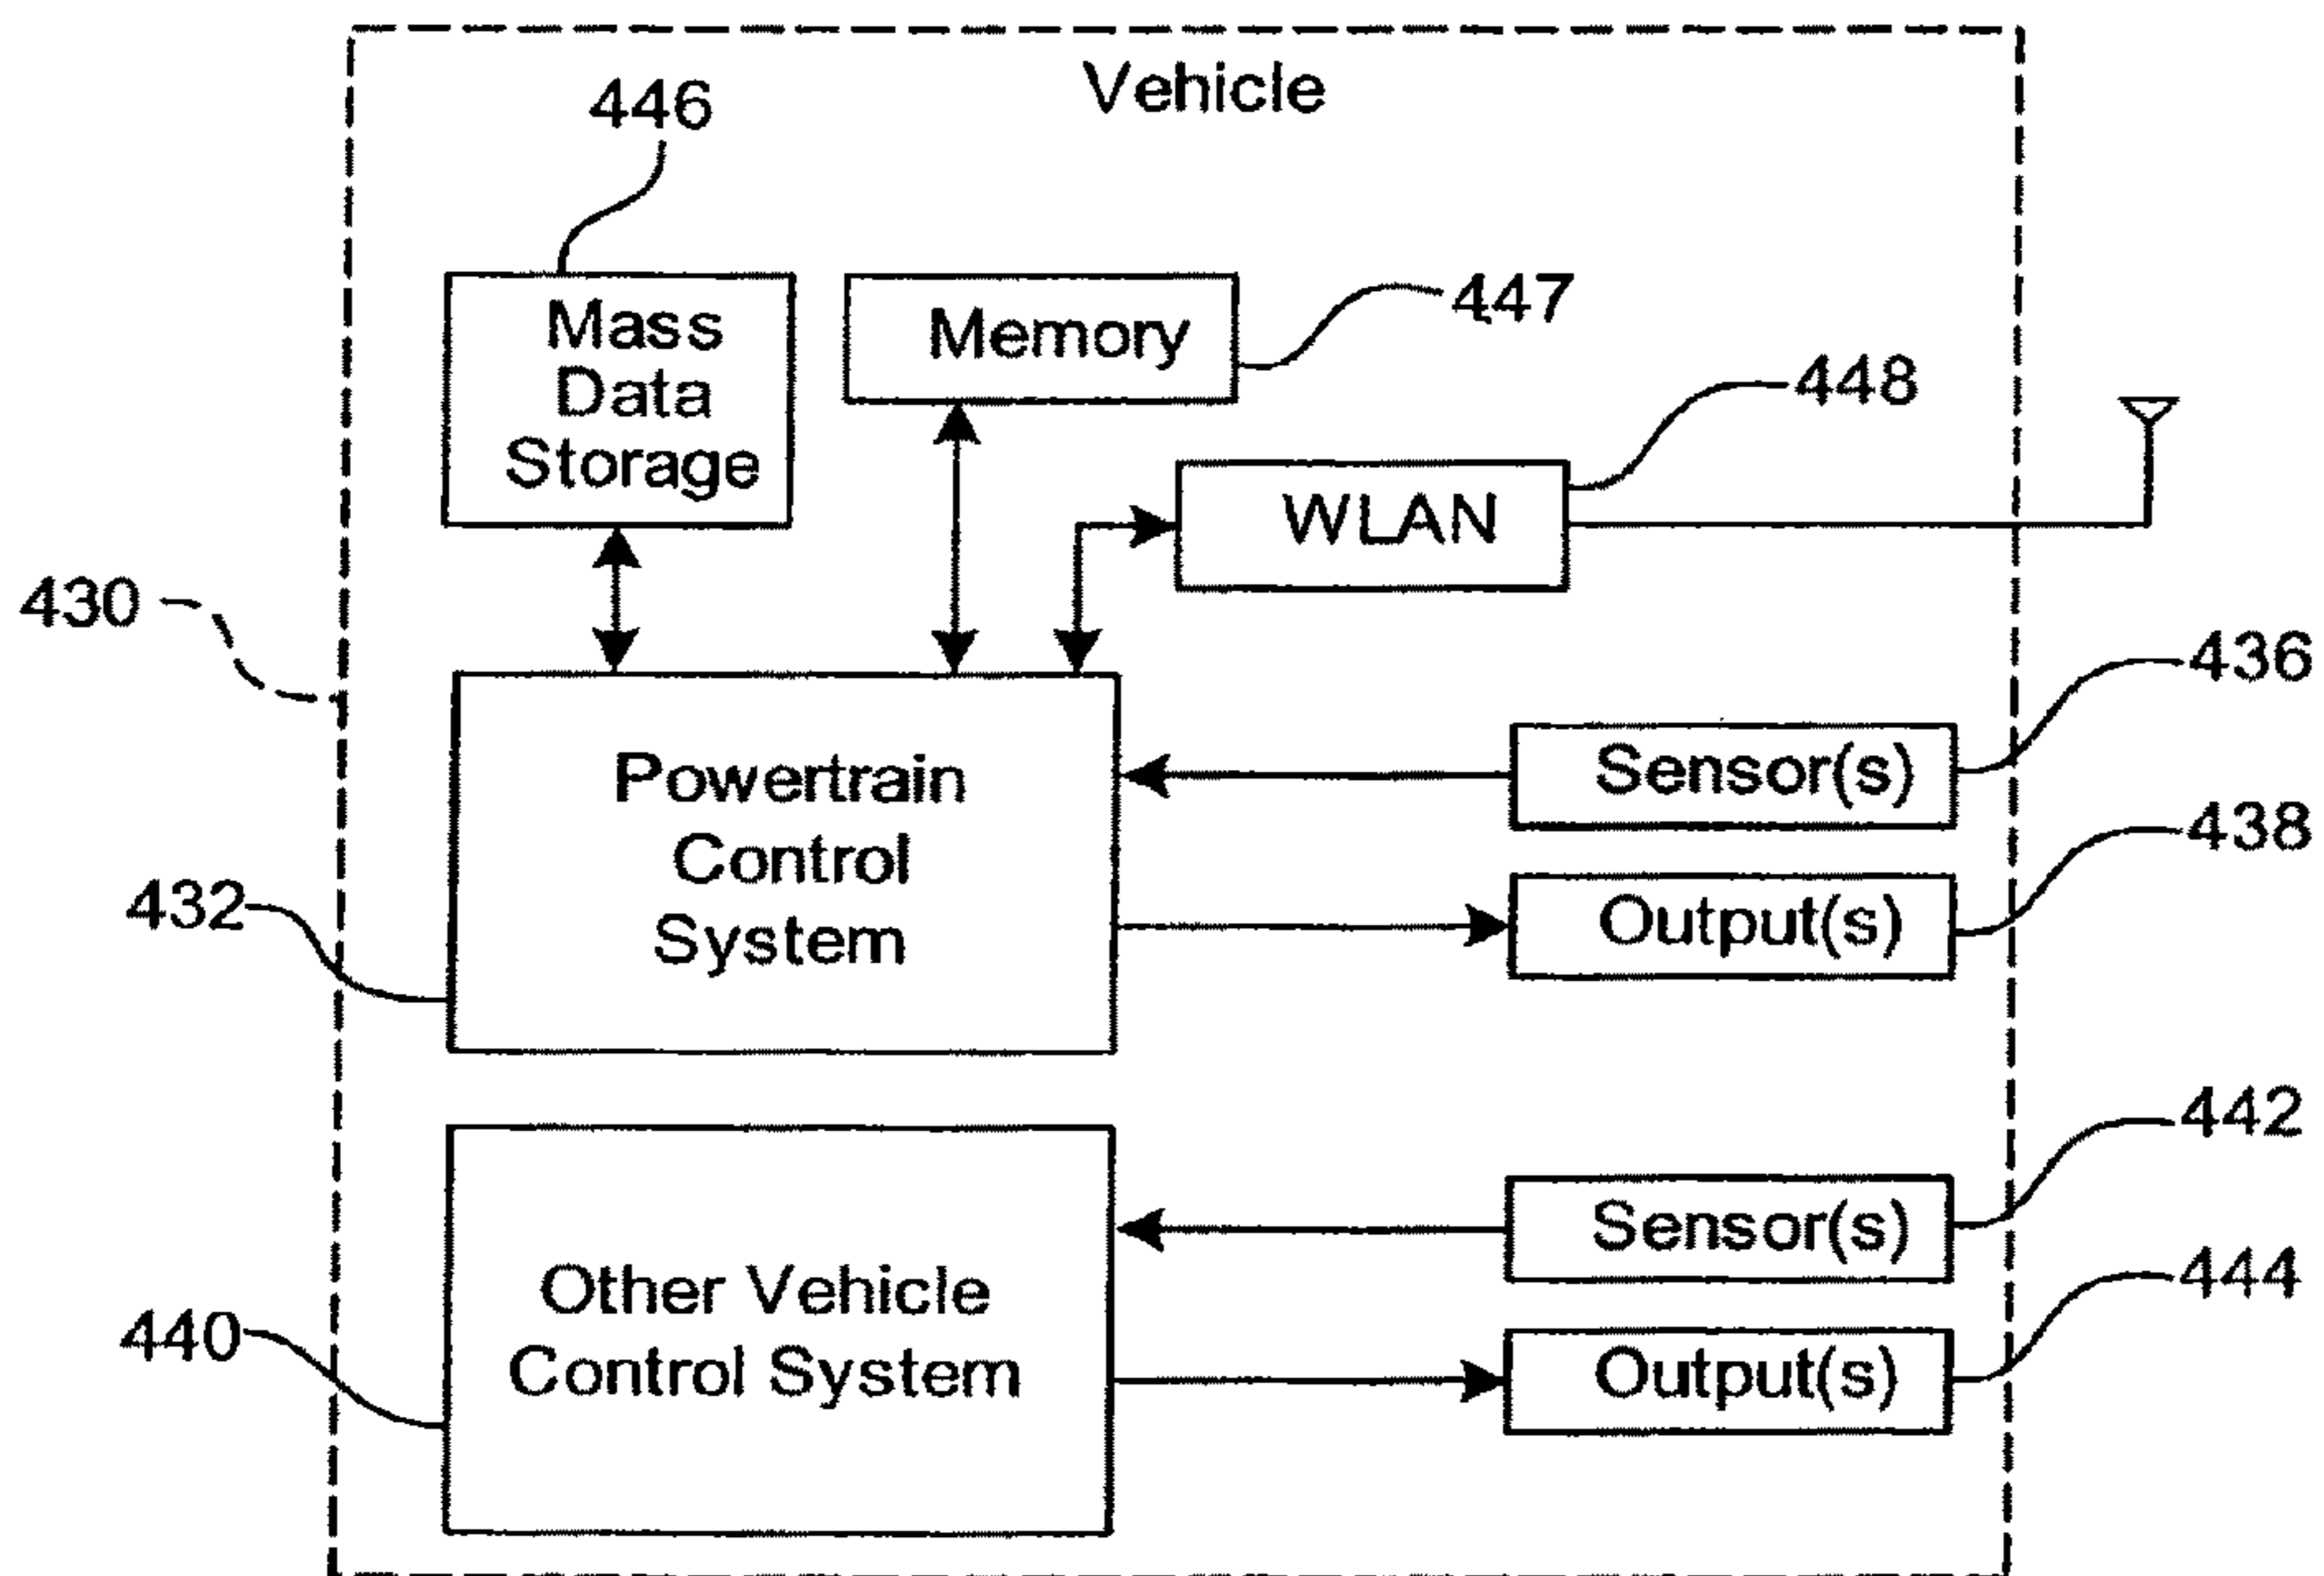 Vehicle
446
Mass
Data
Storage
Memory
447
448
WLAN
430
436
Sensor(s)
Powertrain
Control
System
438
Output(s)
432
442
Sensor(s)
444
Other Vehicle
Control System
Output(s)
440